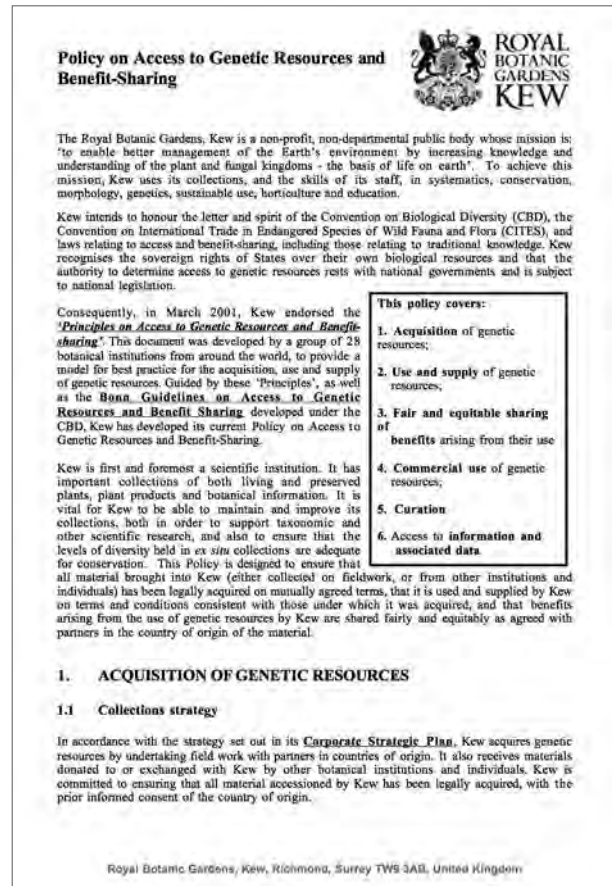 Policy on Access to Genetic Resources and
Benefit-Sharing
ROYAL
BOTANIC
GARDENS
KEW
The Royal Botanic Gardens, Kew is a non-profit, non-departmental public body whose mission is:
'to enable better management of the Earth's environment by increasing knowledge and
understanding of the plant and fungal kingdoms - the basis of life on earth'. To achieve this
mission, Kew uses its collections, and the skills of its staff, in systematics, conservation,
morphology, genetics, sustainable use, horticulture and education.
Kew intends to honour the letter and spirit of the Convention on Biological Diversity (CBD), the
Convention on International Trade in Endangered Species of Wild Fauna and Flora (CITES), and
laws relating to access and benefit-sharing, including those relating to traditional knowledge. Kew
recognises the sovereign rights of States over their own biological resources and that the
authority to determine access to genetic resources rests with national governments and is subject
to national legislation.
Consequently, in March 2001, Kew endorsed the
'Principles on Access to Genetic Resources and Benefit-
sharing'. This document was developed by a group of 28
botanical institutions from around the world, to provide a
model for best practice for the acquisition, use and supply
of genetic resources. Guided by these 'Principles', as well
as the Bonn Guidelines on Access to Genetic
Resources and Benefit Sharing developed under the
CBD, Kew has developed its current Policy on Access to
Genetic Resources and Benefit-Sharing.
Kew is first and foremost a scientific institution. It has
important collections of both living and preserved
plants, plant products and botanical information. It is
vital for Kew to be able to maintain and improve its
collections, both in order to support taxonomic and
other scientific research, and also to ensure that the
levels of diversity held in ex situ collections are adequate
for conservation. This Policy is designed to ensure that
all material brought into Kew (either collected on fieldwork, or from other institutions and
individuals) has been legally acquired on mutually agreed terms, that it is used and supplied by Kew
on terms and conditions consistent with those under which it was acquired, and that benefits
arising from the use of genetic resources by Kew are shared fairly and equitably as agreed with
partners in the country of origin of the material.
This policy covers:
1. Acquisition of genetic
resources;
2. Use and supply of genetic
resources;
3. Fair and equitable sharing
of
benefits arising from their use
4. Commercial use of genetic
resources;
5. Curation
6. Access to information and
associated data
1. ACQUISITION OF GENETIC RESOURCES
1.1 Collections strategy
In accordance with the strategy set out in its Corporate Strategic Plan, Kew acquires genetic
resources by undertaking field work with partners in countries of origin. It also receives materials
donated to or exchanged with Kew by other botanical institutions and individuals. Kew is
committed to ensuring that all material accessioned by Kew has been legally acquired, with the
prior informed consent of the country of origin.
Royal Botanic Gardens, Kew, Richmond, Surrey TW9 3AB, United Kingdom